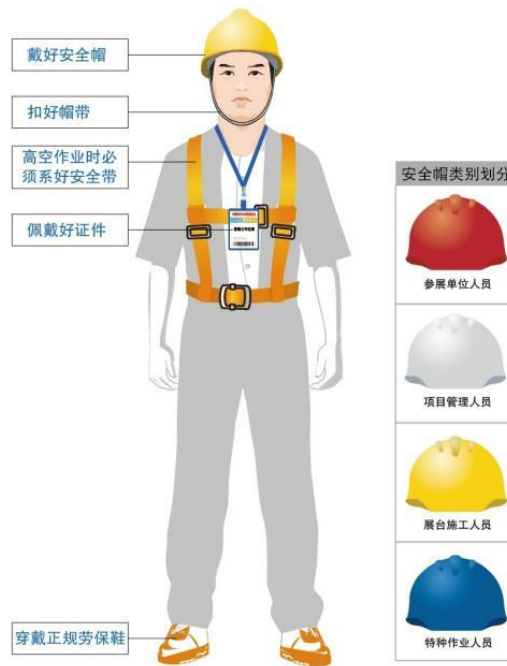 戴好安全帽
扣好帽带
高空作业时必
须系好安全带
佩戴好证件
穿戴正规劳保鞋
安全帽类别划分
参展单位人员
项目管理人员
展台施工人员
特种作业人员